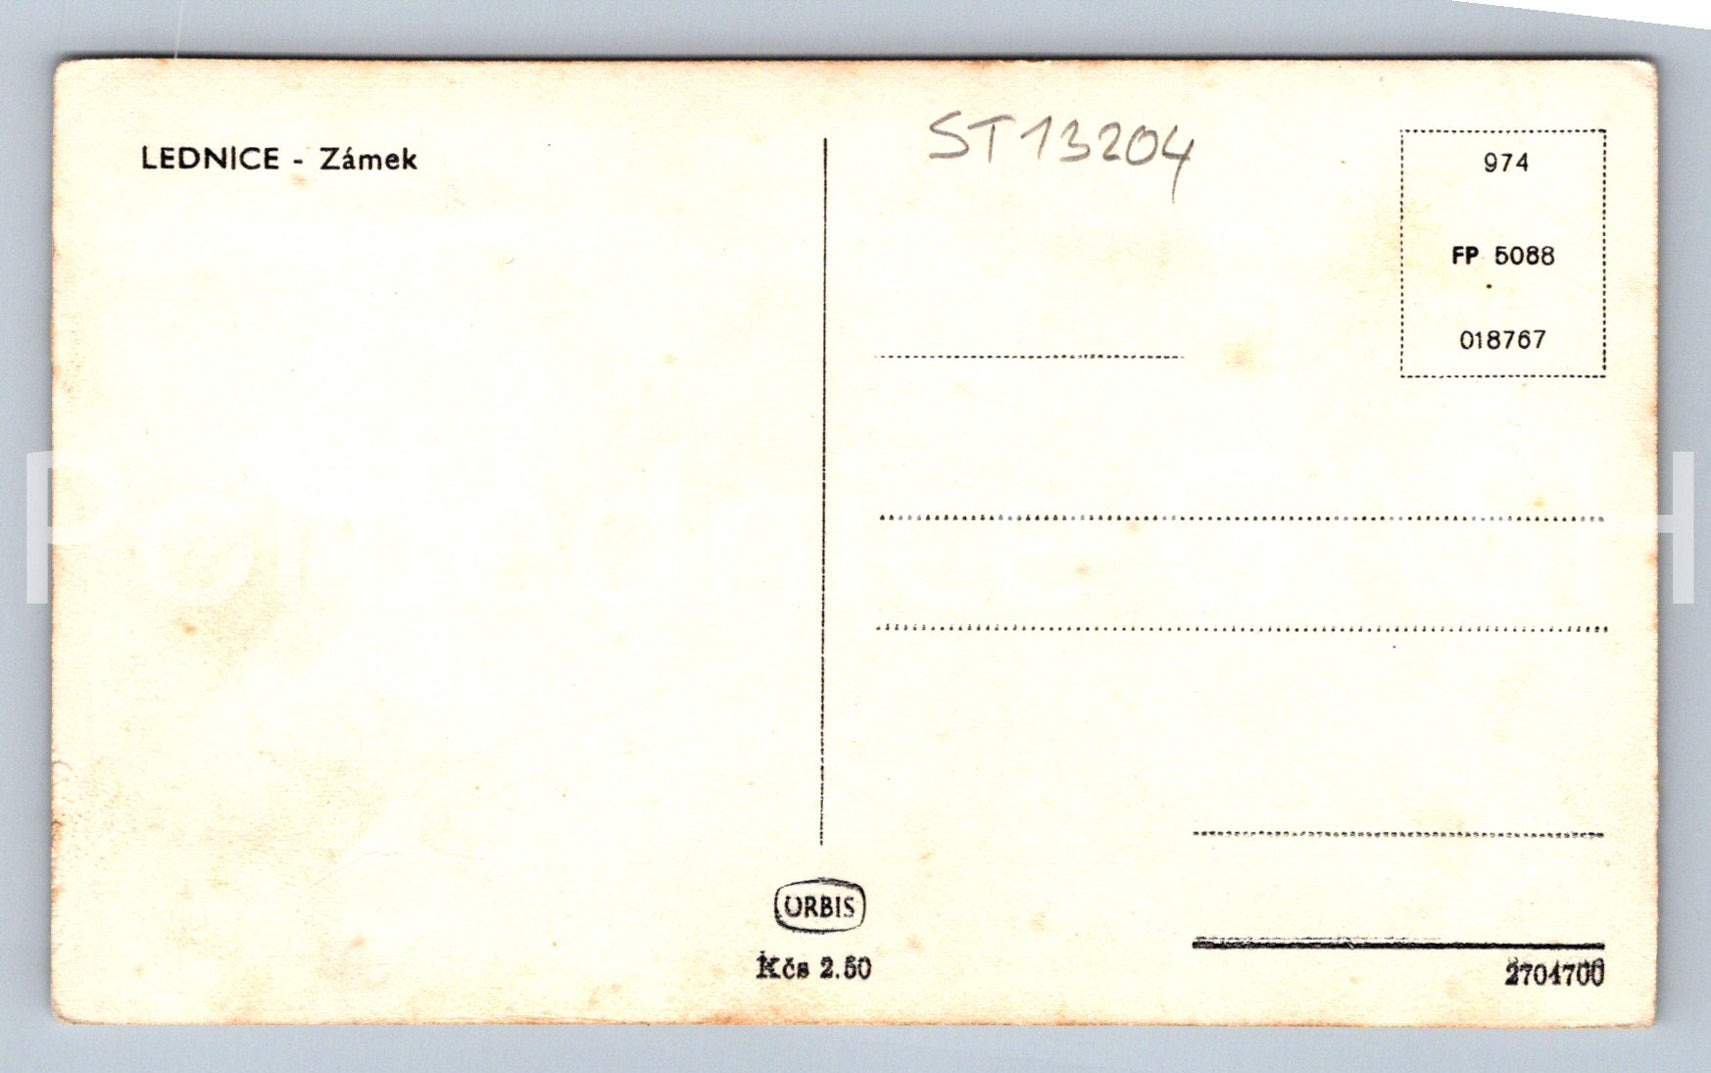 LEDNICE - Zámek
ST13204
974
FP 5088
018767
ORBIS
Kčs 2.50
2704700